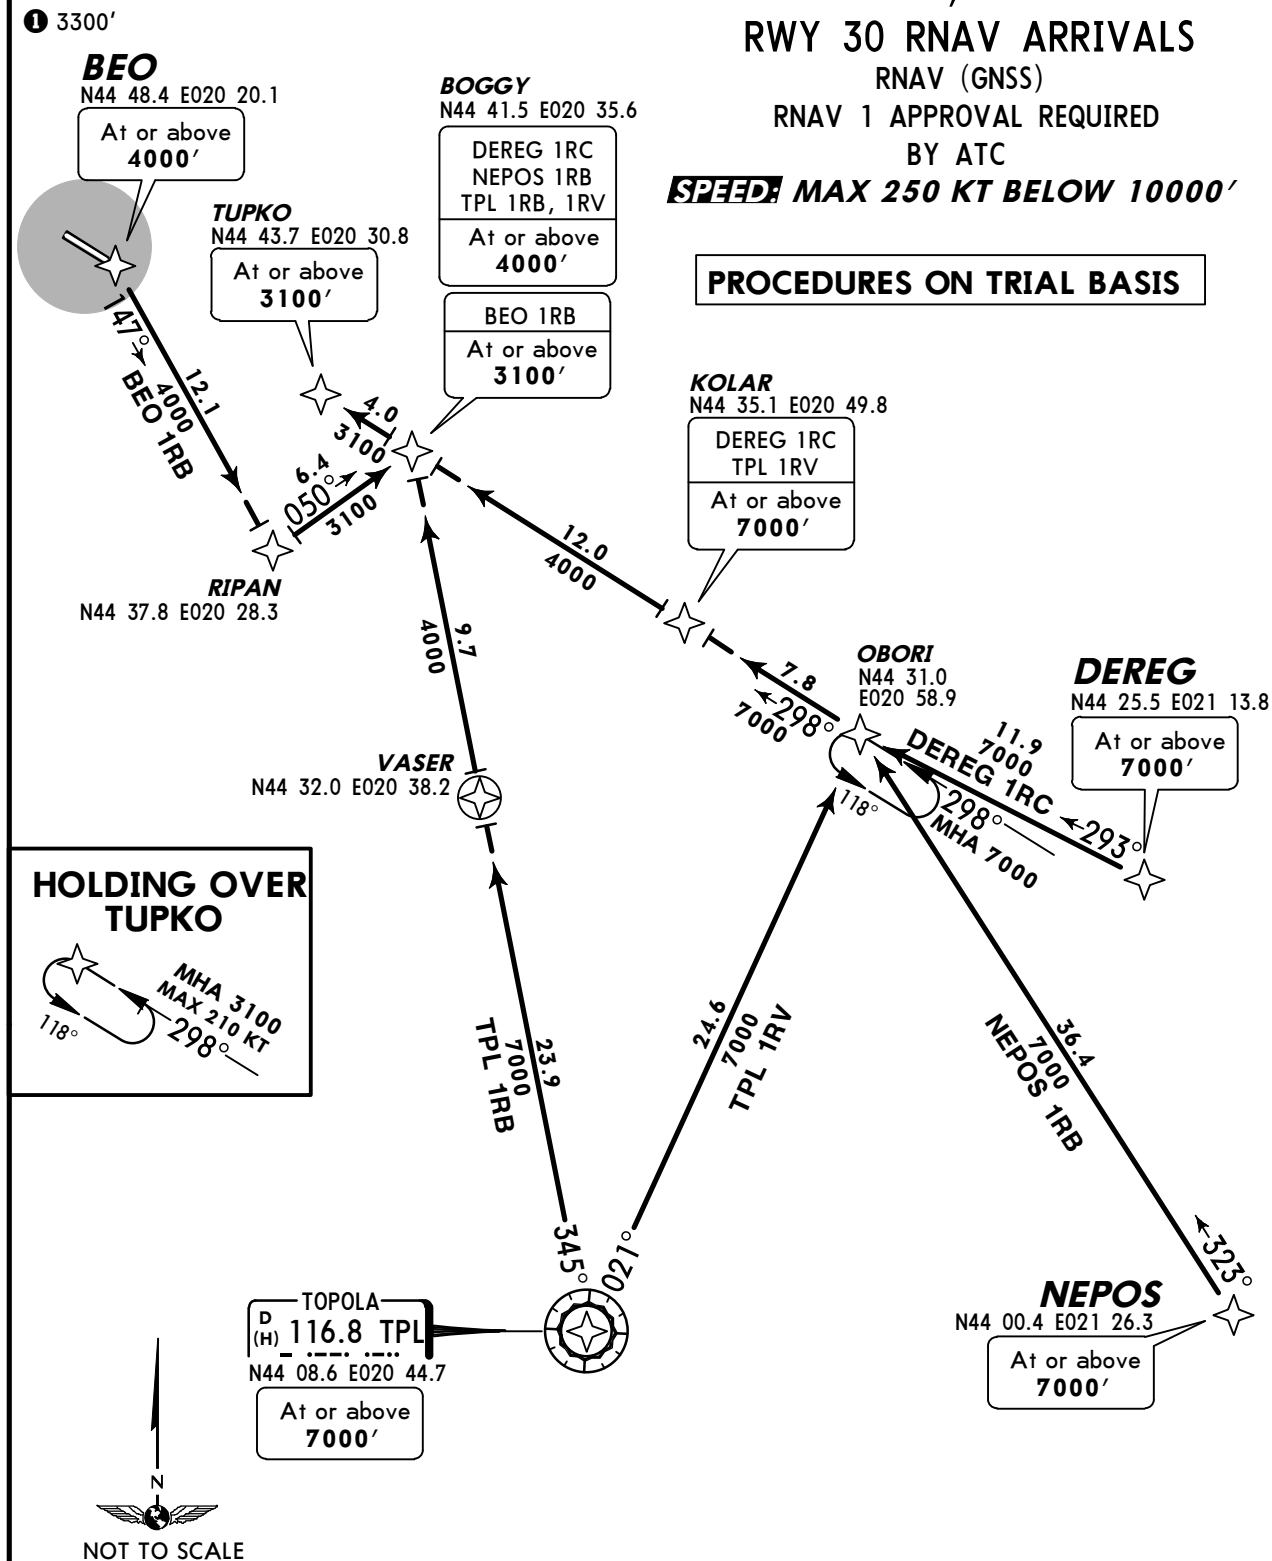 ❶ 3300′
RWY 30 RNAV ARRIVALS
RNAV (GNSS)
RNAV 1 APPROVAL REQUIRED
BY ATC
SPEED: MAX 250 KT BELOW 10000′
PROCEDURES ON TRIAL BASIS
BEO
N44 48.4 E020 20.1
At or above
4000′
TUPKO
N44 43.7 E020 30.8
At or above
3100′
BOGGY
N44 41.5 E020 35.6
DEREG 1RC
NEPOS 1RB
TPL 1RB, 1RV
At or above
4000′
BEO 1RB
At or above
3100′
147°
12.1
4000
BEO 1RB
4.0
3100
6.4
050°
3100
RIPAN
N44 37.8 E020 28.3
KOLAR
N44 35.1 E020 49.8
DEREG 1RC
TPL 1RV
At or above
7000′
12.0
4000
9.7
4000
7.8
298°
7000
OBORI
N44 31.0
E020 58.9
DEREG
N44 25.5 E021 13.8
At or above
7000′
11.9
7000
DEREG 1RC
293°
298°
MHA 7000
118°
VASER
N44 32.0 E020 38.2
HOLDING OVER
TUPKO
MHA 3100
MAX 210 KT
298°
118°
23.9
7000
TPL 1RB
345°
24.6
7000
TPL 1RV
021°
36.4
7000
NEPOS 1RB
323°
TOPOLA
D
(H) 116.8 TPL
N44 08.6 E020 44.7
At or above
7000′
NEPOS
N44 00.4 E021 26.3
At or above
7000′
N
NOT TO SCALE